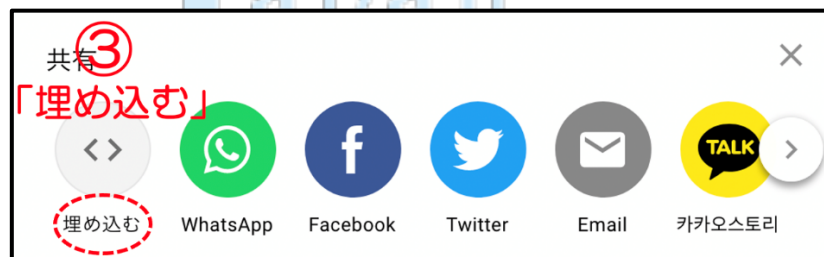 共有
③
「埋め込む」
TALK
埋め込む
WhatsApp
Facebook
Twitter
Email
카카오스토리